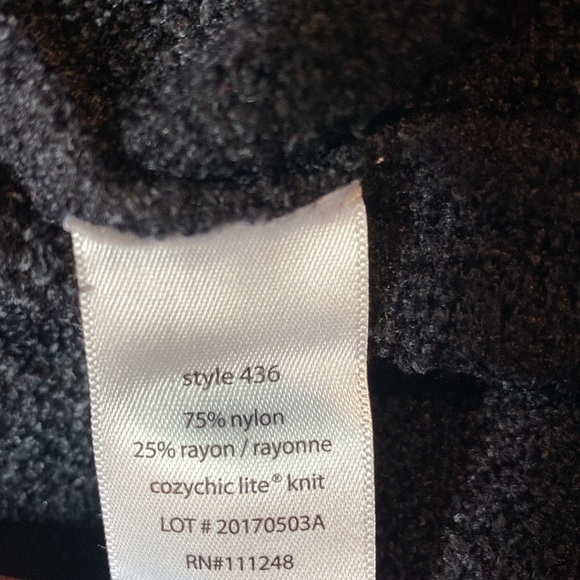 style 436
75% nylon
25% rayon / rayonne
cozychic lite® knit
LOT # 20170503A
RN#111248